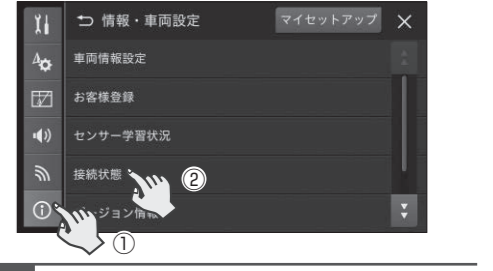 情報・車両設定
マイセットアップ
車両情報設定
お客様登録
センサー学習状況
接続状態
②
バージョン情報
①